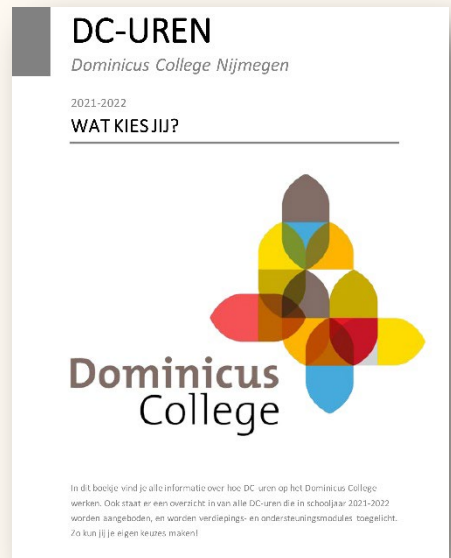 DC-UREN
Dominicus College Nijmegen
2021-2022
WAT KIES JIJ?
Dominicus
College
In dit boekje vind je alle informatie over hoe DC-uren op het Dominicus College
werken. Ook staat er een overzicht in van alle DC-uren die in schooljaar 2021-2022
worden aangeboden, en worden verdiepings- en ondersteuningsmodules toegelicht.
Zo kun jij je eigen keuzes maken!